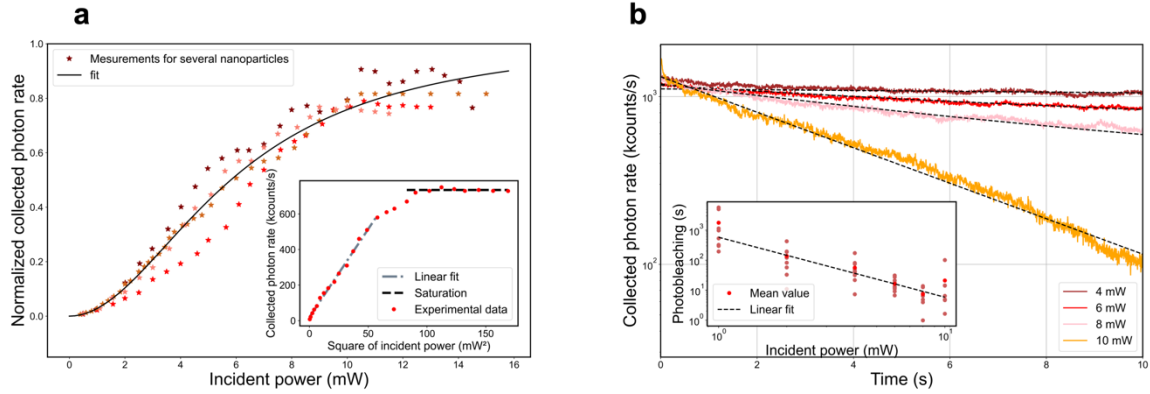 a
Normalized collected photon rate
1.0
0.8
0.6
0.4
0.2
0.0
Mesurements for several nanoparticles
fit
Collected photon rate (kcounts/s)
600
400
200
0
Linear fit
Saturation
Experimental data
0 50 100 150
Square of incident power (mW²)
0 2 4 6 8 10 12 14 16
Incident power (mW)
b
Collected photon rate (kcounts/s)
10³
10²
Photobleaching (s)
10³
10²
10¹
10⁰
Mean value
Linear fit
10⁰ 10¹
Incident power (mW)
4 mW
6 mW
8 mW
10 mW
0 2 4 6 8 10
Time (s)